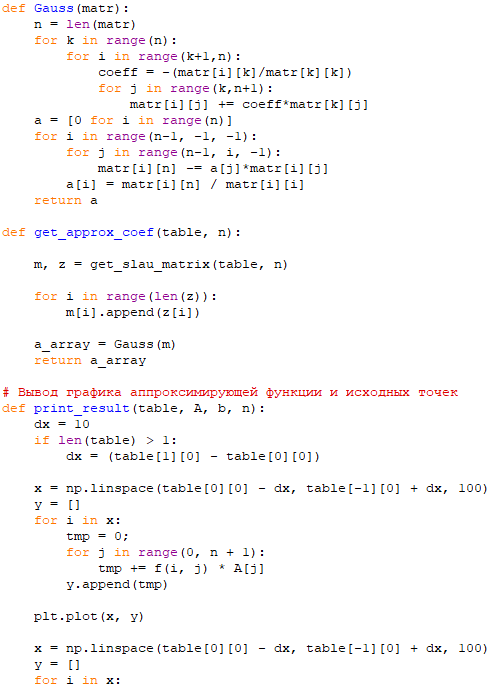 def Gauss(matr):
    n = len(matr)
    for k in range(n):
        for i in range(k+1,n):
            coeff = -(matr[i][k]/matr[k][k])
            for j in range(k,n+1):
                matr[i][j] += coeff*matr[k][j]
    a = [0 for i in range(n)]
    for i in range(n-1, -1, -1):
        for j in range(n-1, i, -1):
            matr[i][n] -= a[j]*matr[i][j]
        a[i] = matr[i][n] / matr[i][i]
    return a

def get_approx_coef(table, n):

    m, z = get_slau_matrix(table, n)

    for i in range(len(z)):
        m[i].append(z[i])

    a_array = Gauss(m)
    return a_array

# Вывод графика аппроксимирующей функции и исходных точек
def print_result(table, A, b, n):
    dx = 10
    if len(table) > 1:
        dx = (table[1][0] - table[0][0])

    x = np.linspace(table[0][0] - dx, table[-1][0] + dx, 100)
    y = []
    for i in x:
        tmp = 0;
        for j in range(0, n + 1):
            tmp += f(i, j) * A[j]
        y.append(tmp)

    plt.plot(x, y)

    x = np.linspace(table[0][0] - dx, table[-1][0] + dx, 100)
    y = []
    for i in x: